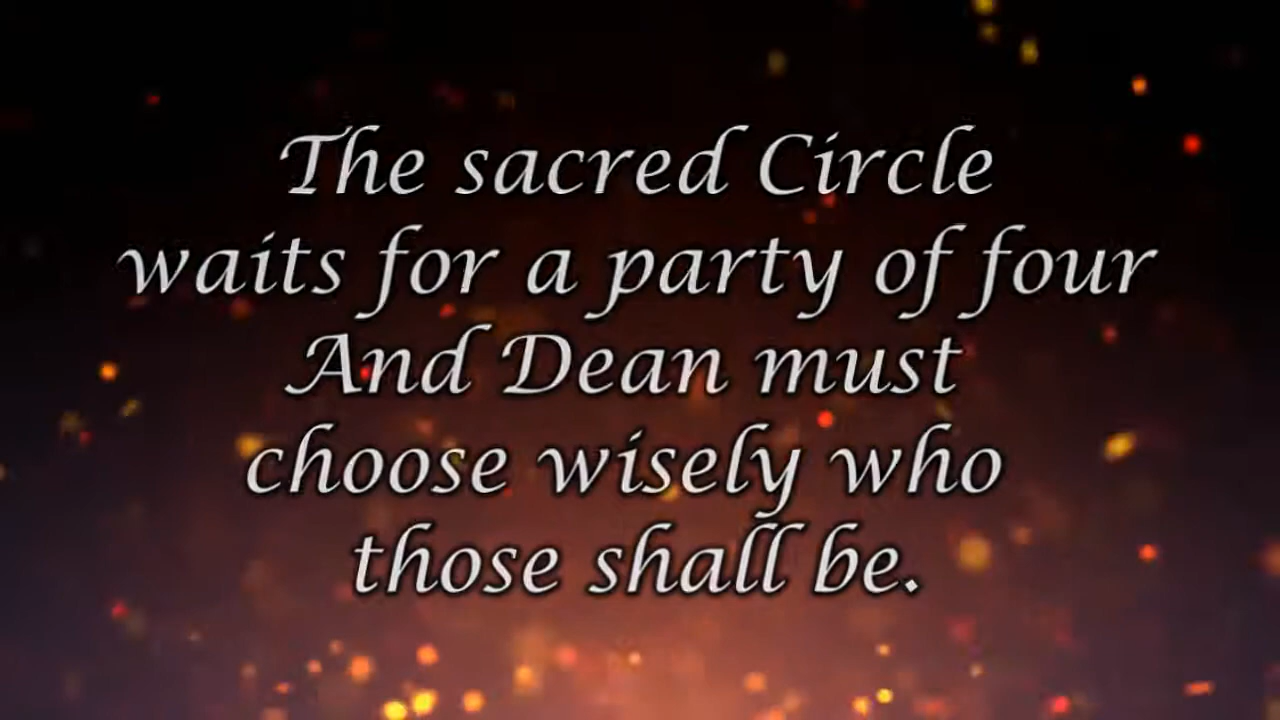 The sacred Circle
waits for a party of four
And Dean must
choose wisely who
those shall be.